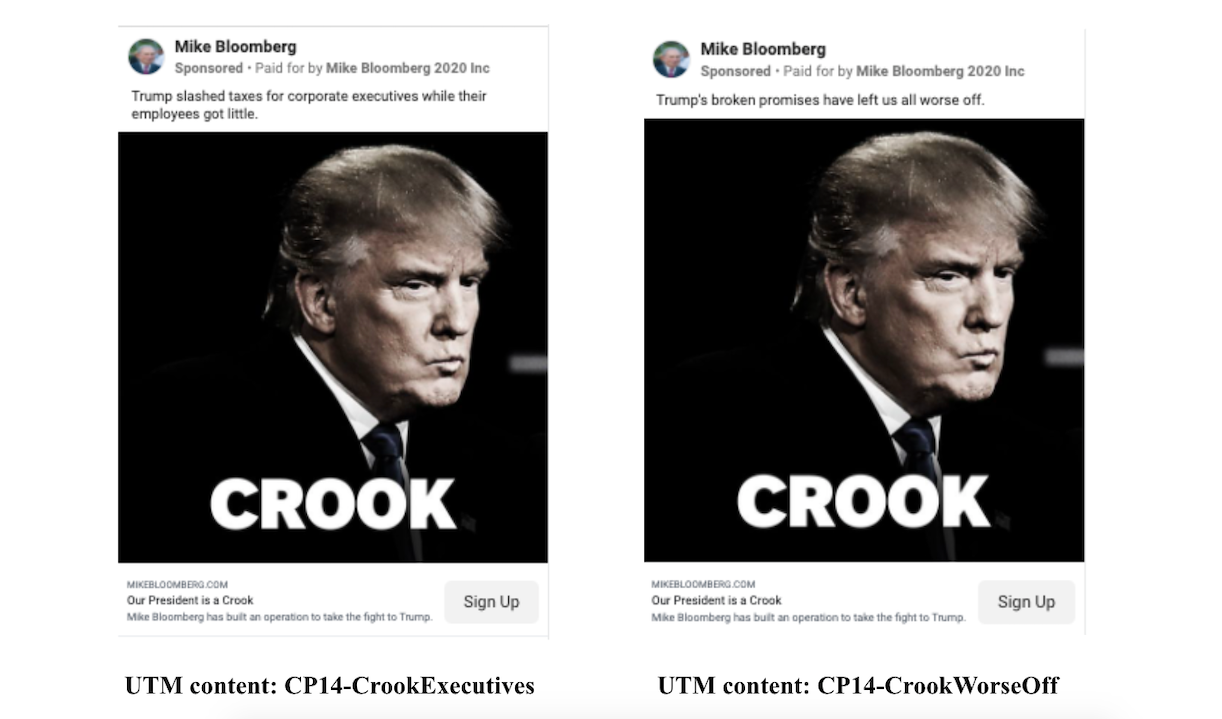 Mike Bloomberg
Sponsored • Paid for by Mike Bloomberg 2020 Inc
Trump slashed taxes for corporate executives while their
employees got little.
CROOK
MIKEBLOOMBERG.COM
Our President is a Crook
Mike Bloomberg has built an operation to take the fight to Trump.
Sign Up
UTM content: CP14-CrookExecutives
Mike Bloomberg
Sponsored • Paid for by Mike Bloomberg 2020 Inc
Trump's broken promises have left us all worse off.
CROOK
MIKEBLOOMBERG.COM
Our President is a Crook
Mike Bloomberg has built an operation to take the fight to Trump.
Sign Up
UTM content: CP14-CrookWorseOff